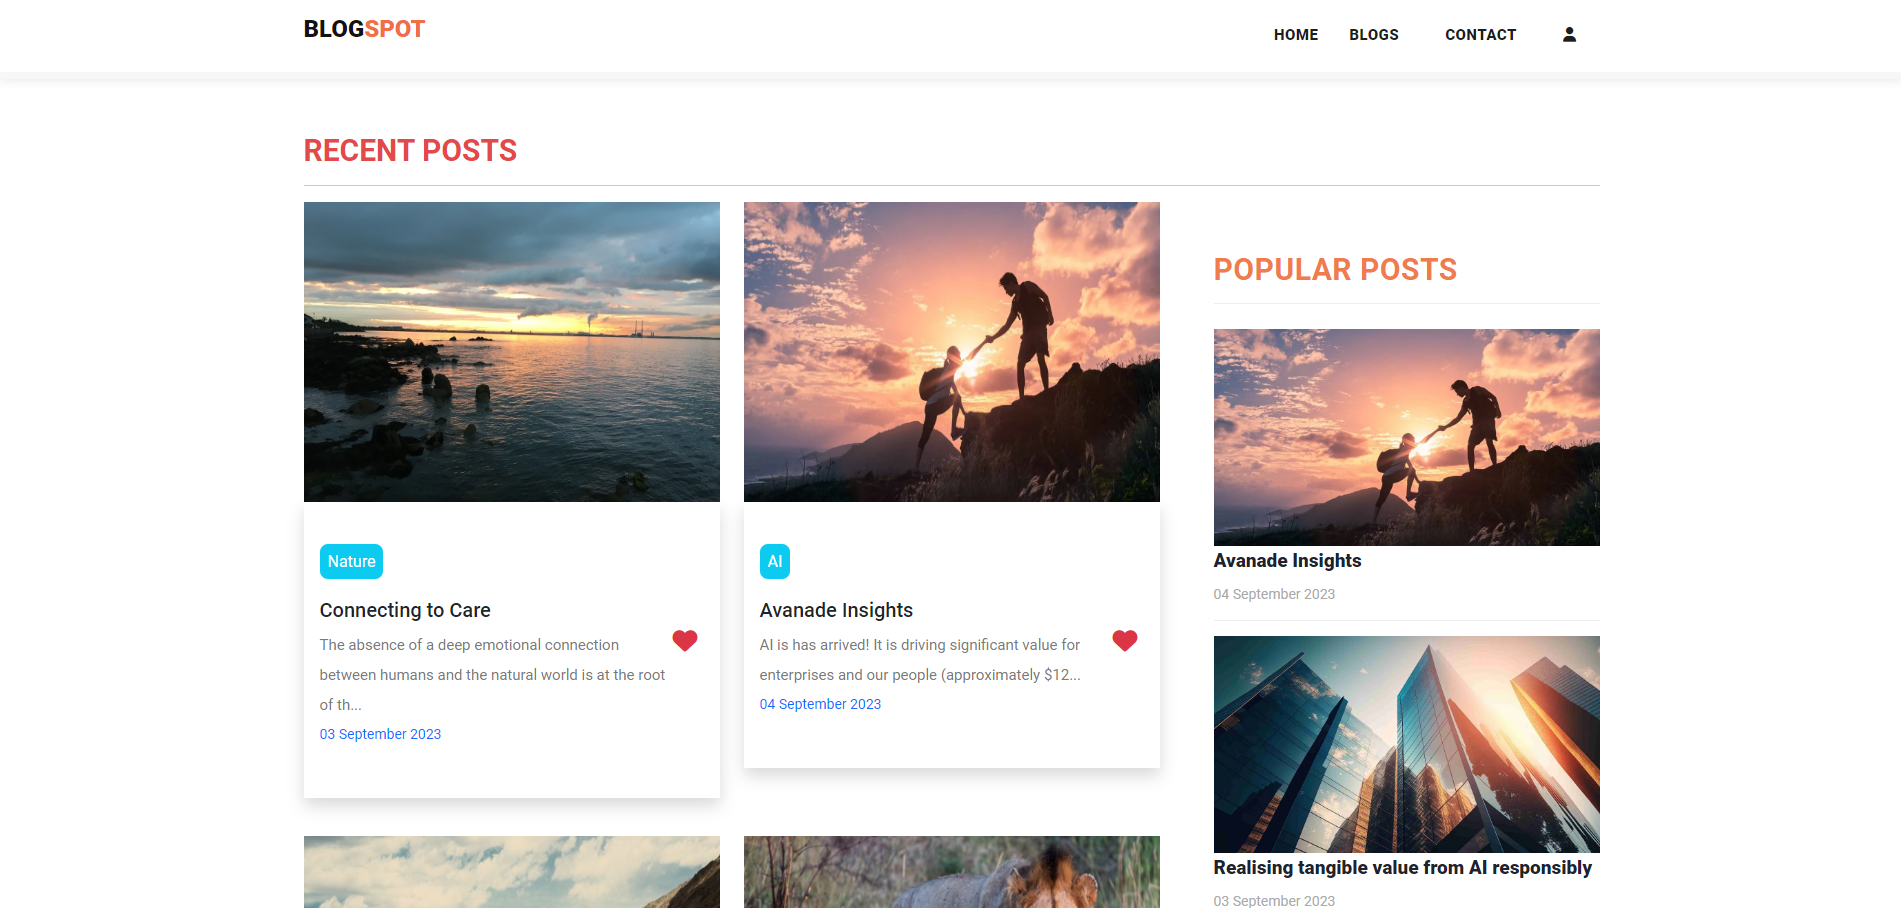 BLOGSPOT
HOME BLOGS CONTACT
RECENT POSTS
Nature
Connecting to Care
The absence of a deep emotional connection
between humans and the natural world is at the root
of th...
03 September 2023
AI
Avanade Insights
AI is has arrived! It is driving significant value for
enterprises and our people (approximately $12...
04 September 2023
POPULAR POSTS
Avanade Insights
04 September 2023
Realising tangible value from AI responsibly
03 September 2023